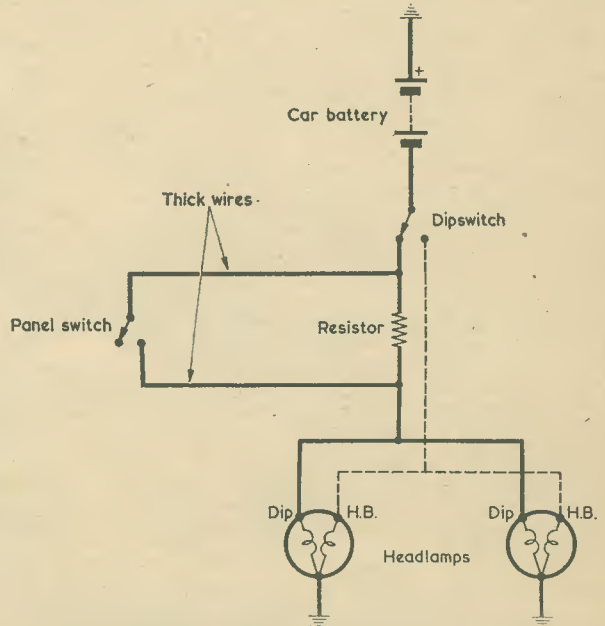 +
Car battery
Thick wires
Dipswitch
Panel switch
Resistor
Dip
H.B.
Dip
H.B.
Headlamps